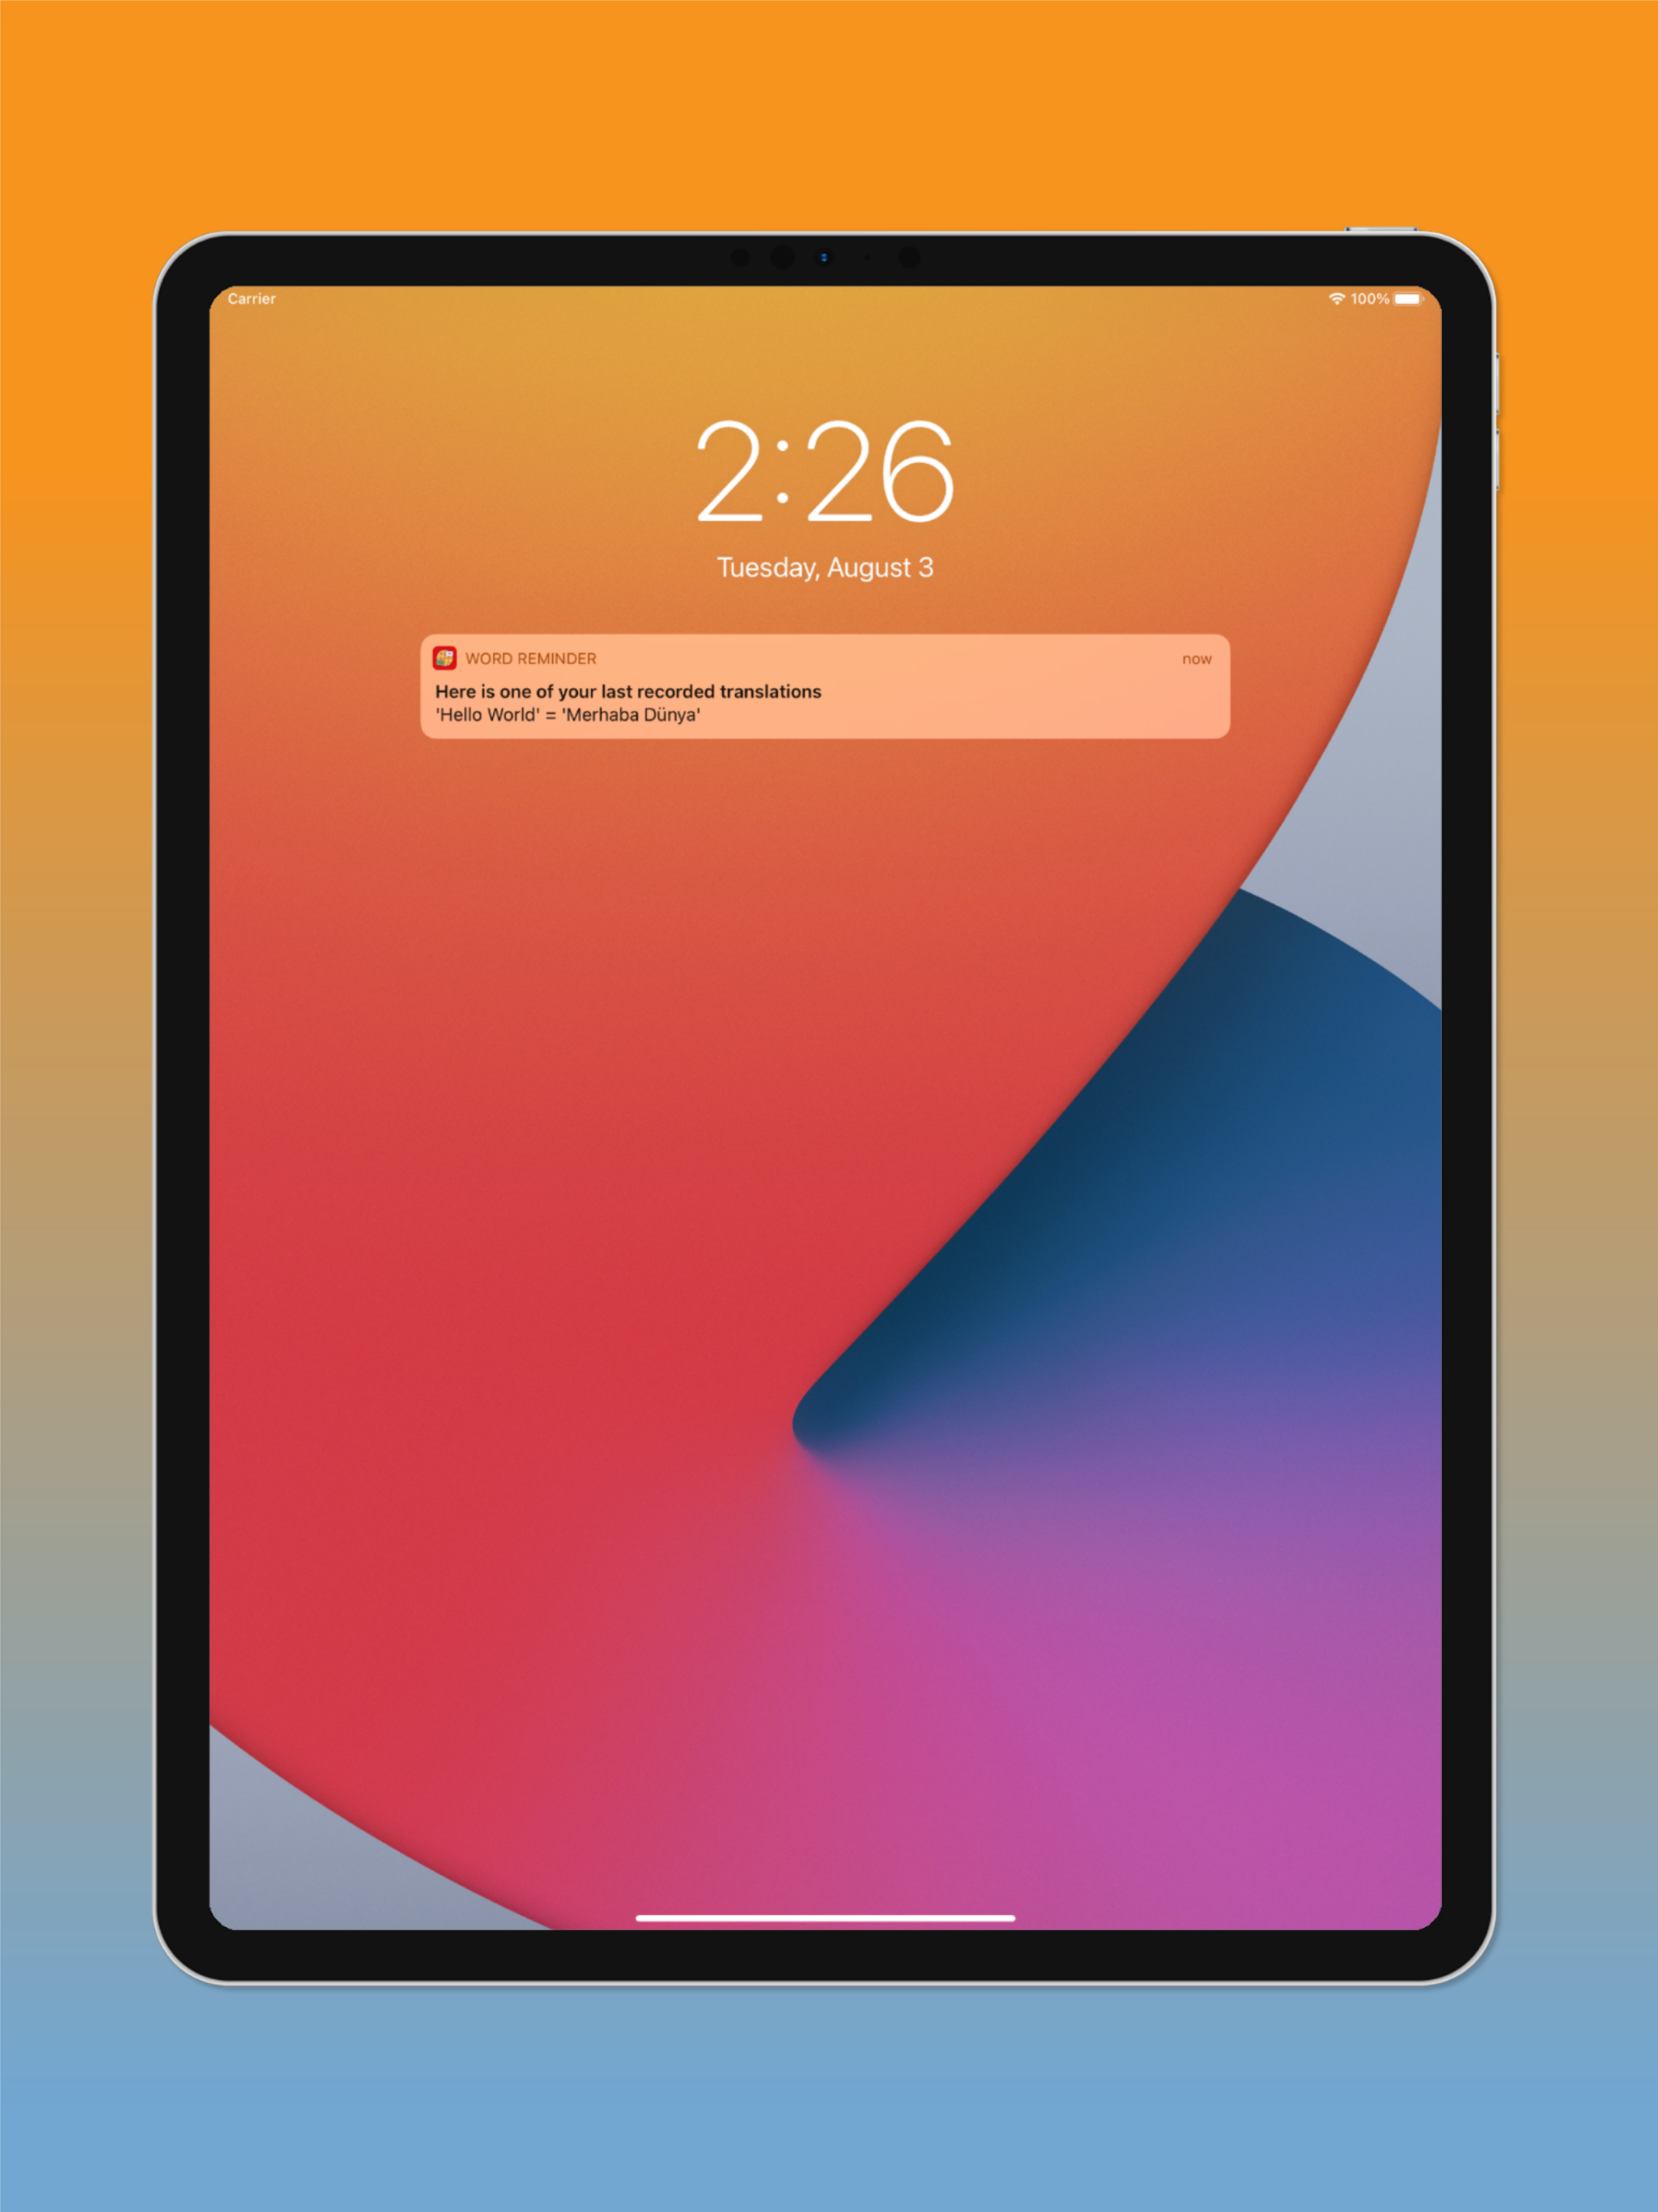 Carrier
100%
2:26
Tuesday, August 3
WORD REMINDER
now
Here is one of your last recorded translations
'Hello World' = 'Merhaba Dünya'